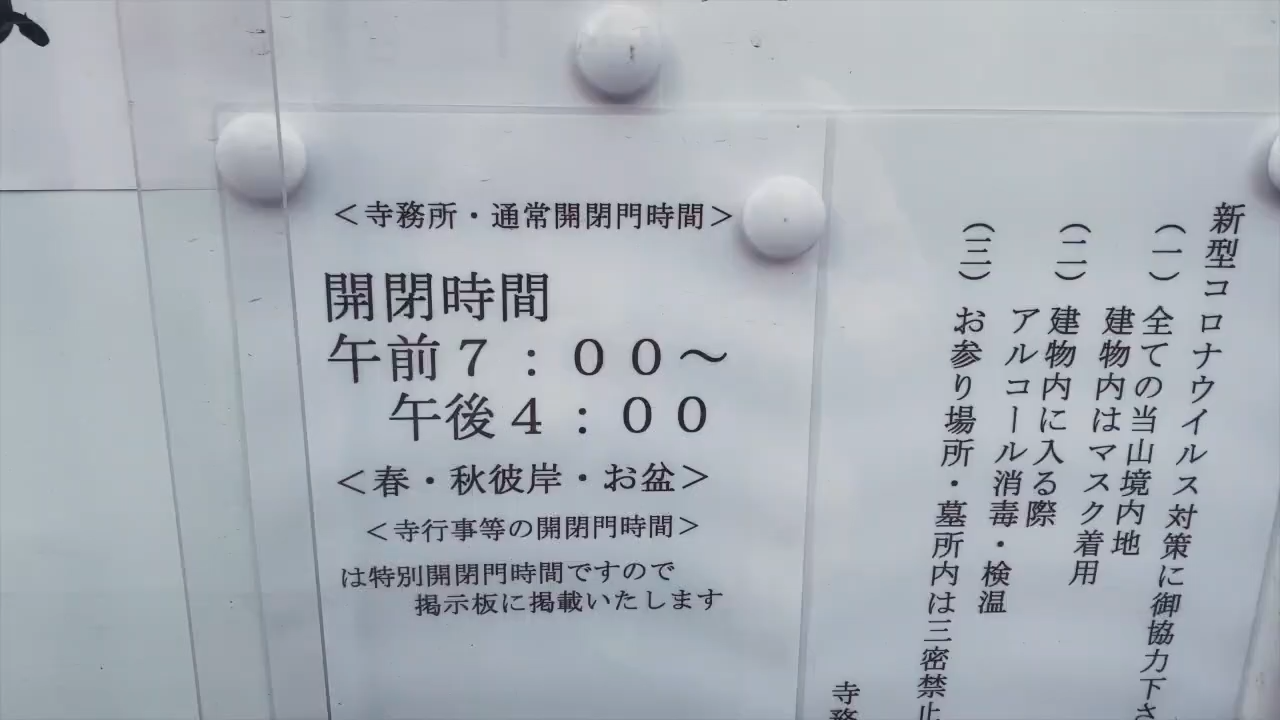 ＜寺務所・通常開閉門時間＞
開閉時間
午前７：００～
午後４：００
＜春・秋彼岸・お盆＞
＜寺行事等の開閉門時間＞
は特別開閉門時間ですので
掲示板に掲載いたします
新型コロナウイルス対策に御協力下さ
（一）全ての当山境内地
建物内はマスク着用
（二）建物内に入る際
アルコール消毒・検温
（三）お参り場所・墓所内は三密禁止
寺務